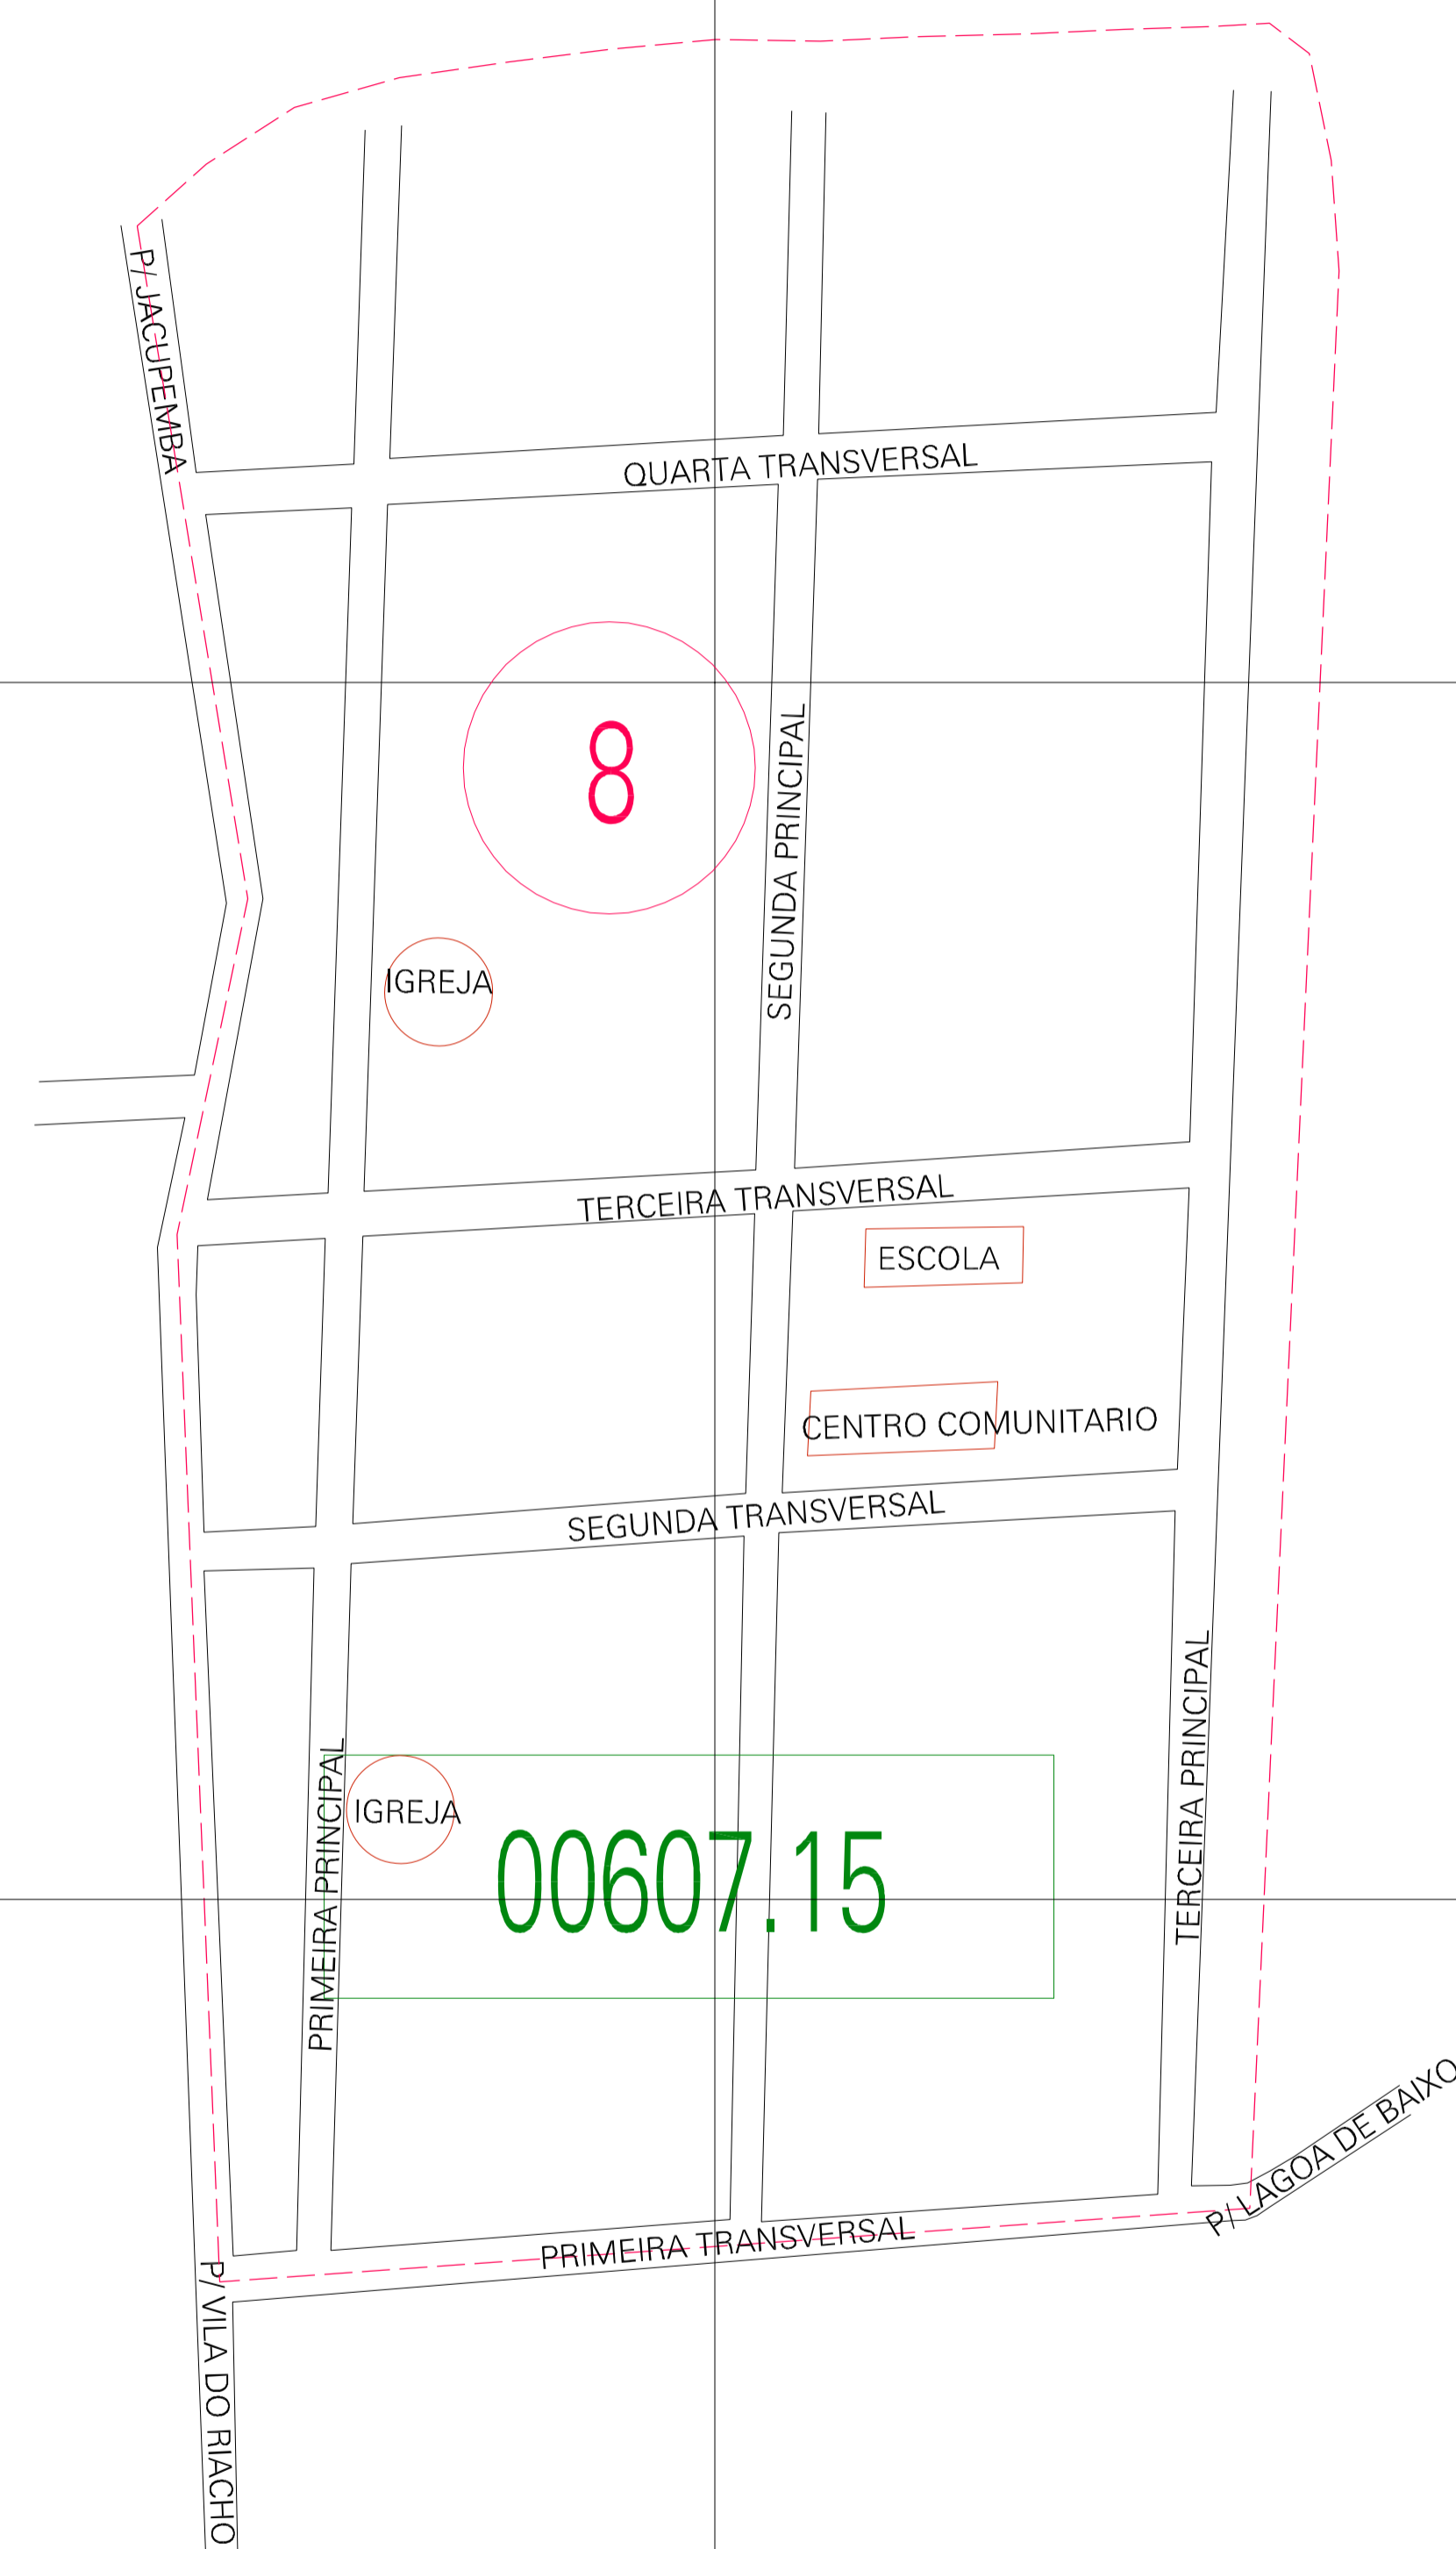 P/ JACUPEMBA
QUARTA TRANSVERSAL
8
SEGUNDA PRINCIPAL
IGREJA
TERCEIRA TRANSVERSAL
ESCOLA
CENTRO COMUNITARIO
SEGUNDA TRANSVERSAL
TERCEIRA PRINCIPAL
PRIMEIRA PRINCIPAL
IGREJA
00607.15
P/ LAGOA DE BAIXO
PRIMEIRA TRANSVERSAL
P/ VILA DO RIACHO